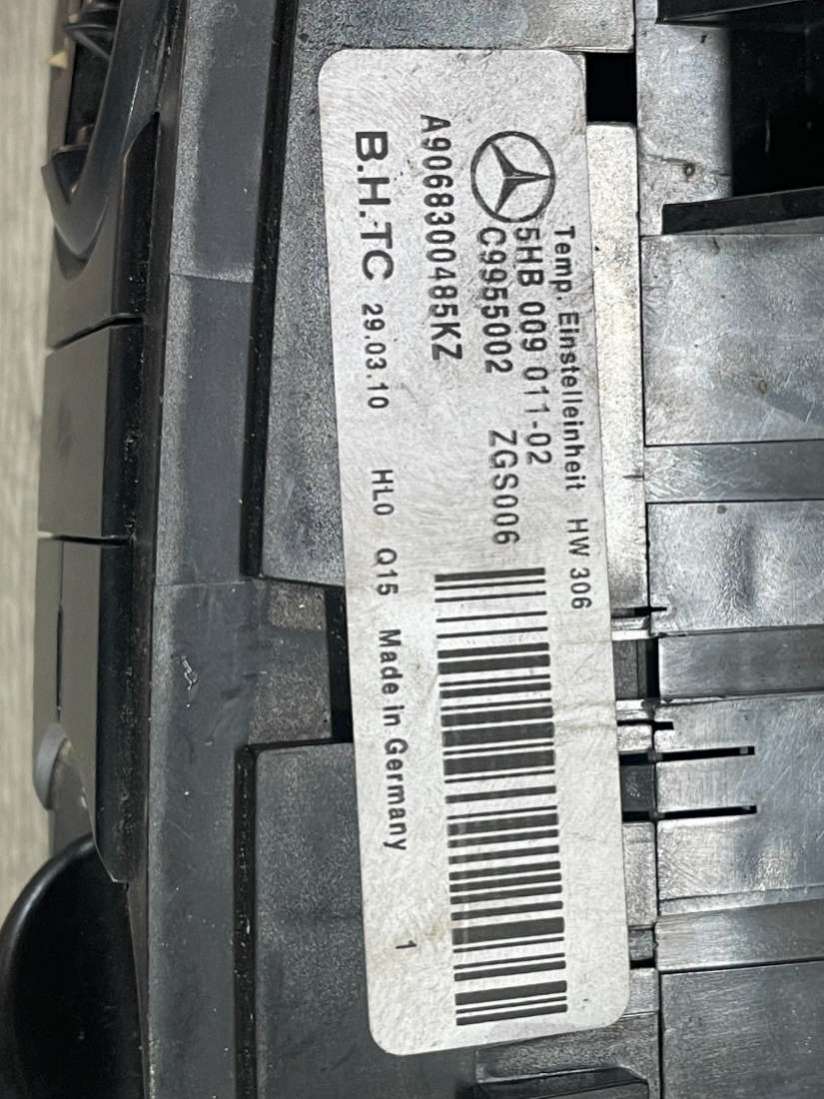 Temp. Einstelleinheit HW 306
5HB 009 011-02
C9955002 ZGS006
A9068300485KZ
B.H.-TC 29.03.10 HL0 Q15 Made in Germany 1